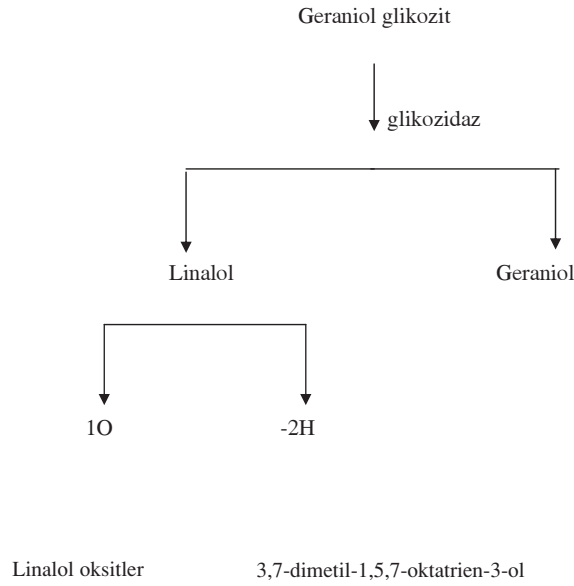 Geraniol glikozit
glikozidaz
Linalol Geraniol
1O -2H
Linalol oksitler 3,7-dimetil-1,5,7-oktatrien-3-ol